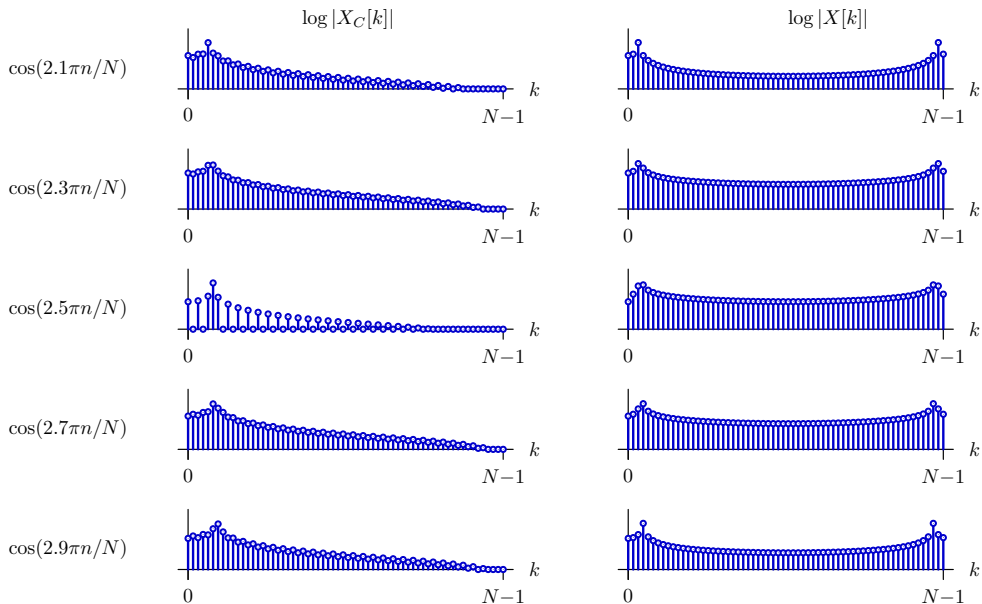 log |X_C[k]| log |X[k]|
cos(2.1πn/N) k k
0 N−1 0 N−1
cos(2.3πn/N) k k
0 N−1 0 N−1
cos(2.5πn/N) k k
0 N−1 0 N−1
cos(2.7πn/N) k k
0 N−1 0 N−1
cos(2.9πn/N) k k
0 N−1 0 N−1